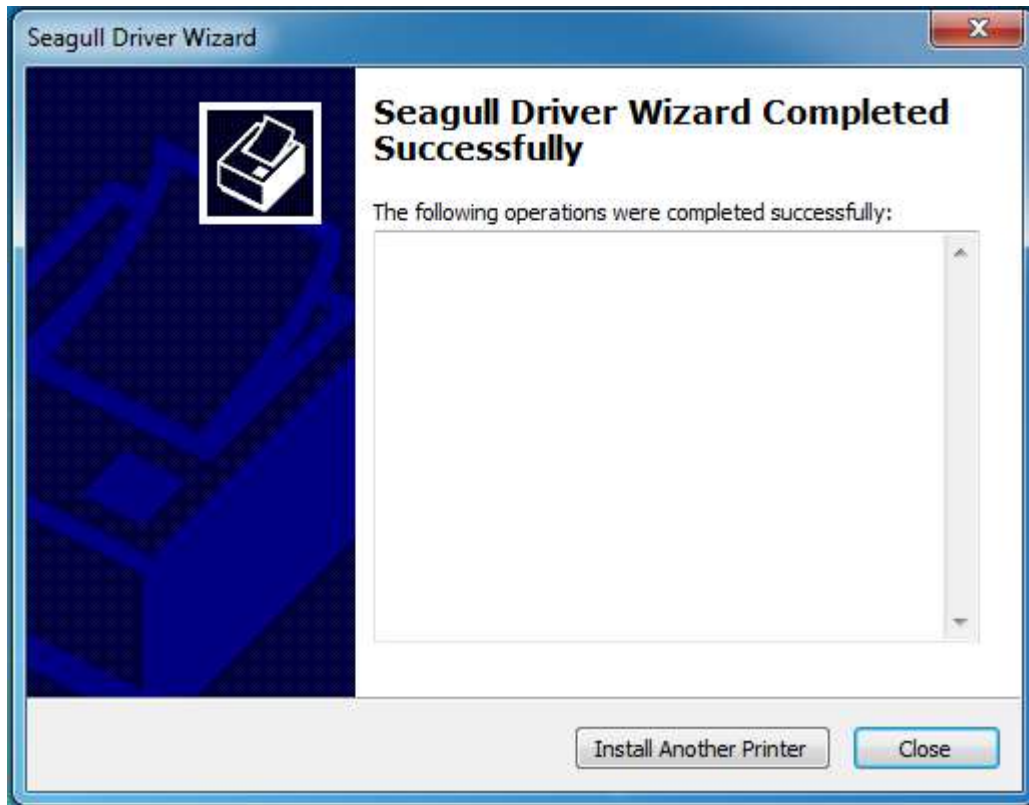 Seagull Driver Wizard
Seagull Driver Wizard Completed
Successfully
The following operations were completed successfully:
Install Another Printer
Close